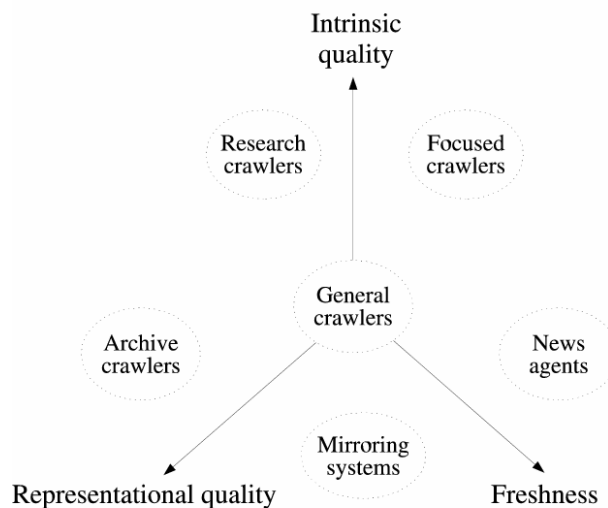 Intrinsic
quality
Research
crawlers
Focused
crawlers
General
crawlers
Archive
crawlers
News
agents
Mirroring
systems
Representational quality
Freshness